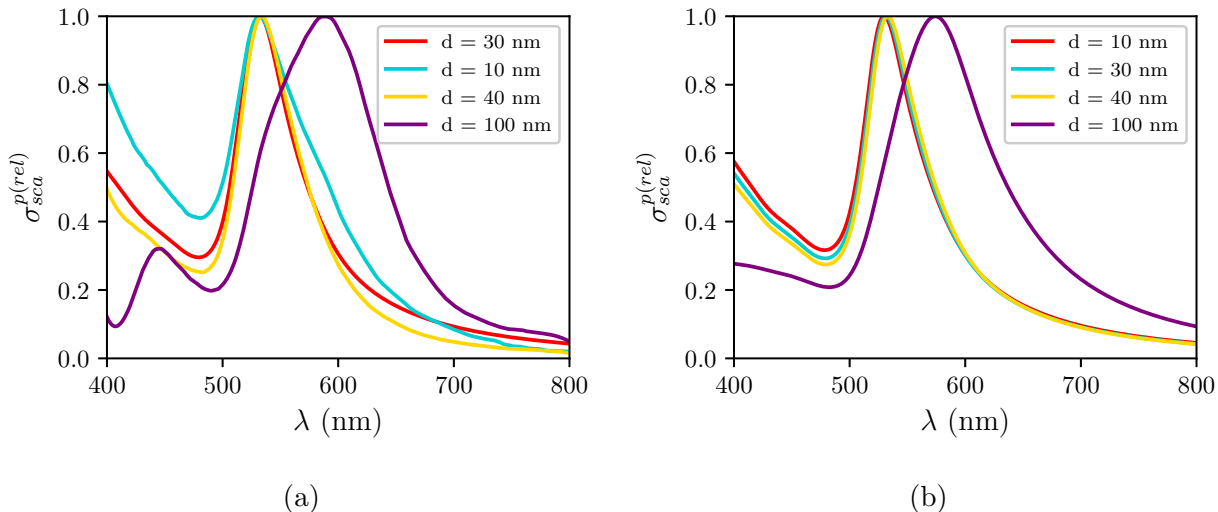 1.0
0.8
0.6
0.4
0.2
0.0
400 500 600 700 800
λ (nm)
σ_{sca}^{p(rel)}
d = 30 nm
d = 10 nm
d = 40 nm
d = 100 nm
(a)
1.0
0.8
0.6
0.4
0.2
0.0
400 500 600 700 800
λ (nm)
σ_{sca}^{p(rel)}
d = 10 nm
d = 30 nm
d = 40 nm
d = 100 nm
(b)